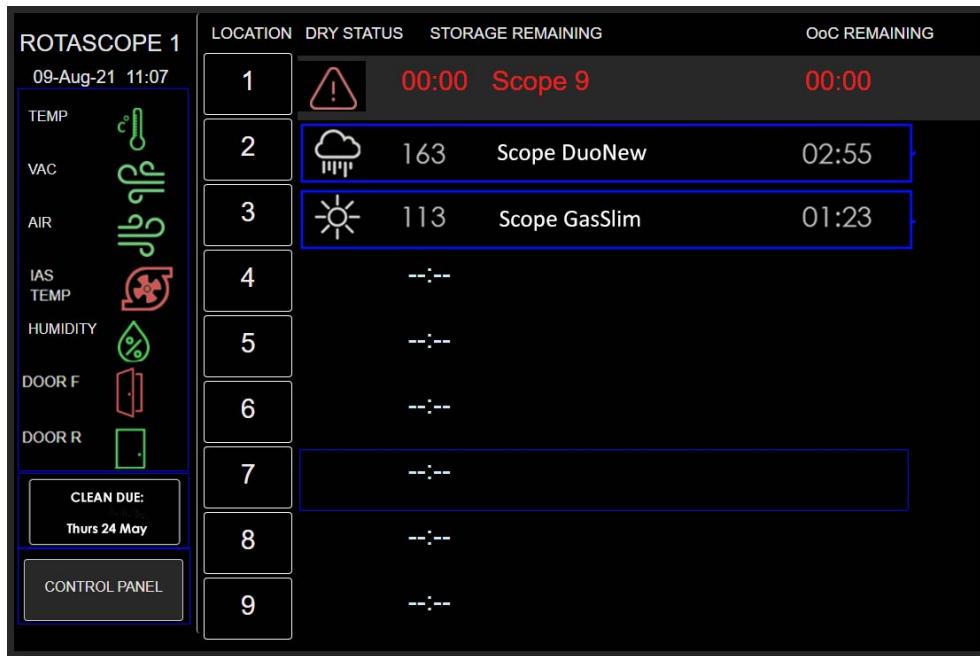 ROTASCOPE 1
09-Aug-21 11:07
TEMP
C°
VAC
AIR
IAS
TEMP
HUMIDITY
%
DOOR F
DOOR R
CLEAN DUE:
Thurs 24 May
CONTROL PANEL
LOCATION DRY STATUS STORAGE REMAINING OoC REMAINING
1 ! 00:00 Scope 9 00:00
2 163 Scope DuoNew 02:55
3 113 Scope GasSlim 01:23
4 --:--
5 --:--
6 --:--
7 --:--
8 --:--
9 --:--